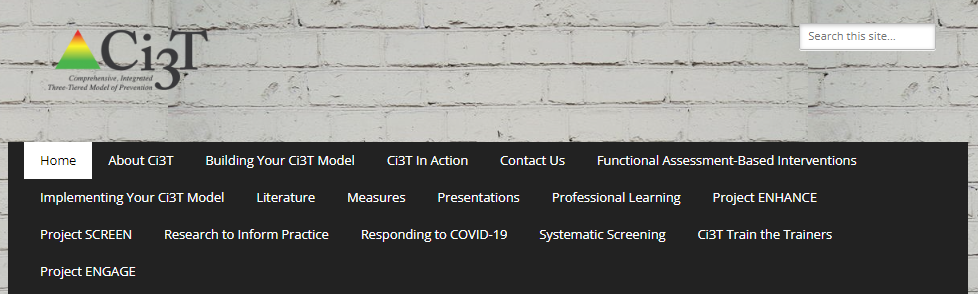 Ci3T
Comprehensive, Integrated
Three-Tiered Model of Prevention
Search this site...
Home About Ci3T Building Your Ci3T Model Ci3T In Action Contact Us Functional Assessment-Based Interventions
Implementing Your Ci3T Model Literature Measures Presentations Professional Learning Project ENHANCE
Project SCREEN Research to Inform Practice Responding to COVID-19 Systematic Screening Ci3T Train the Trainers
Project ENGAGE